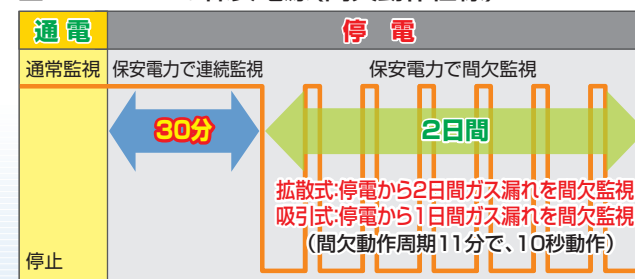 通電 停電
通常監視 保安電力で連続監視 保安電力で間欠監視
30分 2日間
拡散式:停電から2日間ガス漏れを間欠監視
吸引式:停電から1日間ガス漏れを間欠監視
(間欠動作周期11分で、10秒動作)
停止